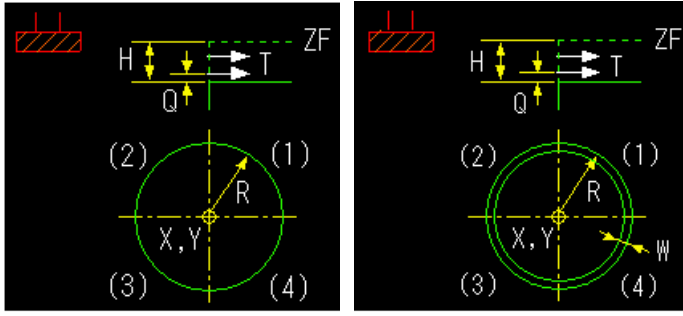 ZF
H
T
Q
(2)
(1)
R
X,Y
(3)
(4)
ZF
H
T
Q
(2)
(1)
R
X,Y
W
(3)
(4)